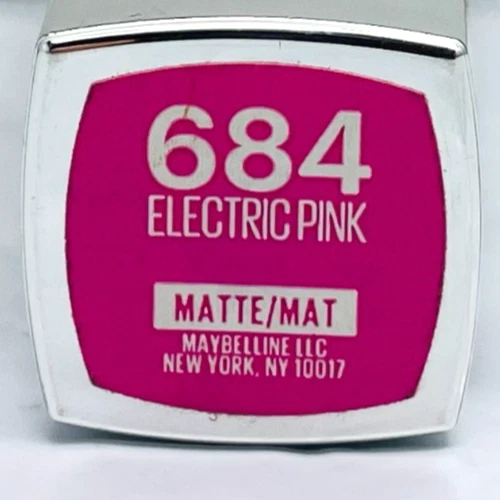 684
ELECTRIC PINK
MATTE/MAT
MAYBELLINE LLC
NEW YORK, NY 10017